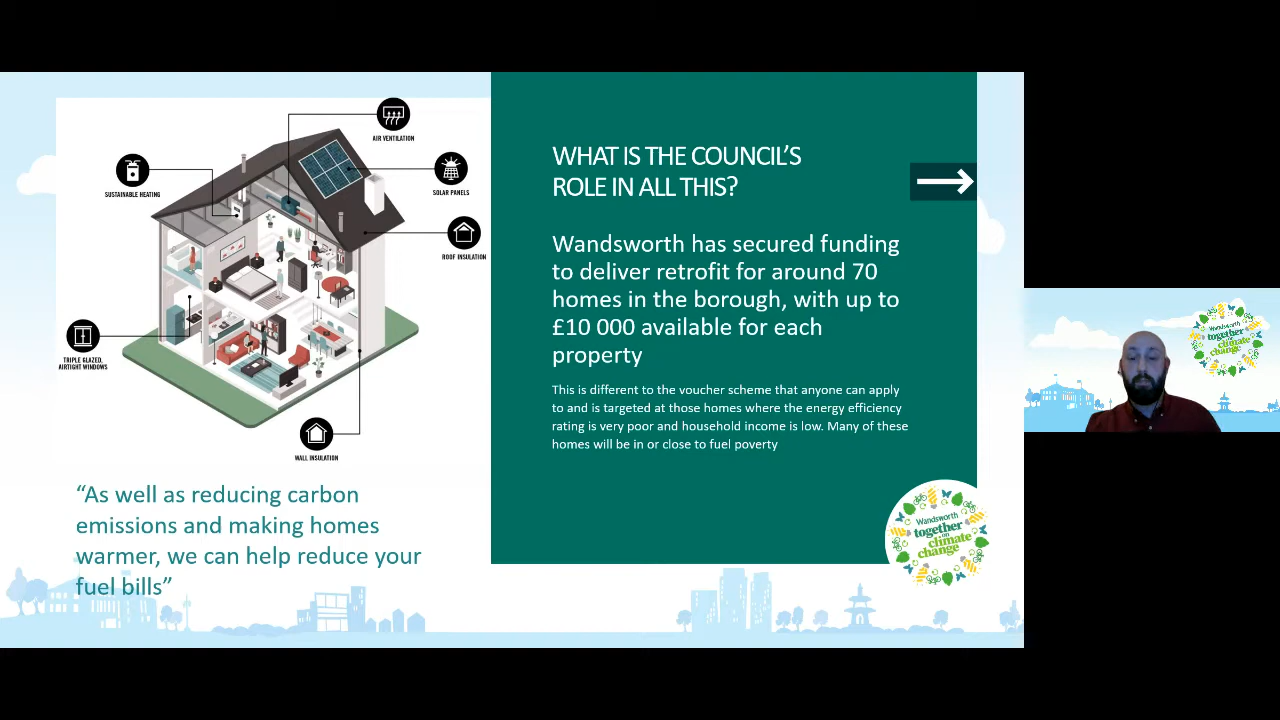 AIR VENTILATION
SUSTAINABLE HEATING
SOLAR PANELS
ROOF INSULATION
TRIPLE GLAZED,
AIRTIGHT WINDOWS
WALL INSULATION
“As well as reducing carbon
emissions and making homes
warmer, we can help reduce your
fuel bills”
WHAT IS THE COUNCIL’S
ROLE IN ALL THIS?
Wandsworth has secured funding
to deliver retrofit for around 70
homes in the borough, with up to
£10 000 available for each
property
This is different to the voucher scheme that anyone can apply
to and is targeted at those homes where the energy efficiency
rating is very poor and household income is low. Many of these
homes will be in or close to fuel poverty
Wandsworth
together
on
climate
change
Wandsworth
together
on
climate
change